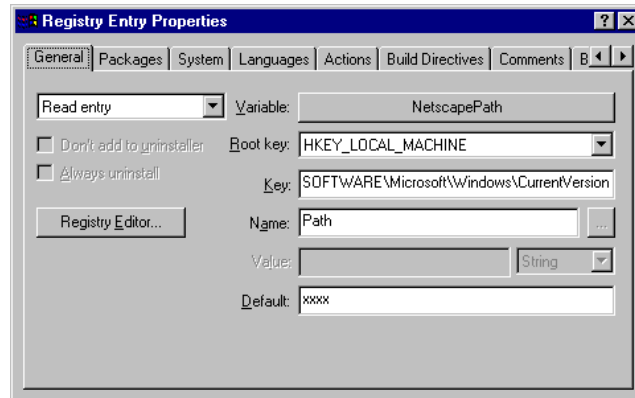 Registry Entry Properties
General Packages System Languages Actions Build Directives Comments B
Read entry Variable: NetscapePath
Don't add to uninstaller Root key: HKEY_LOCAL_MACHINE
Always uninstall Key: SOFTWARE\Microsoft\Windows\CurrentVersion
Registry Editor... Name: Path ...
Value: String
Default: xxxx